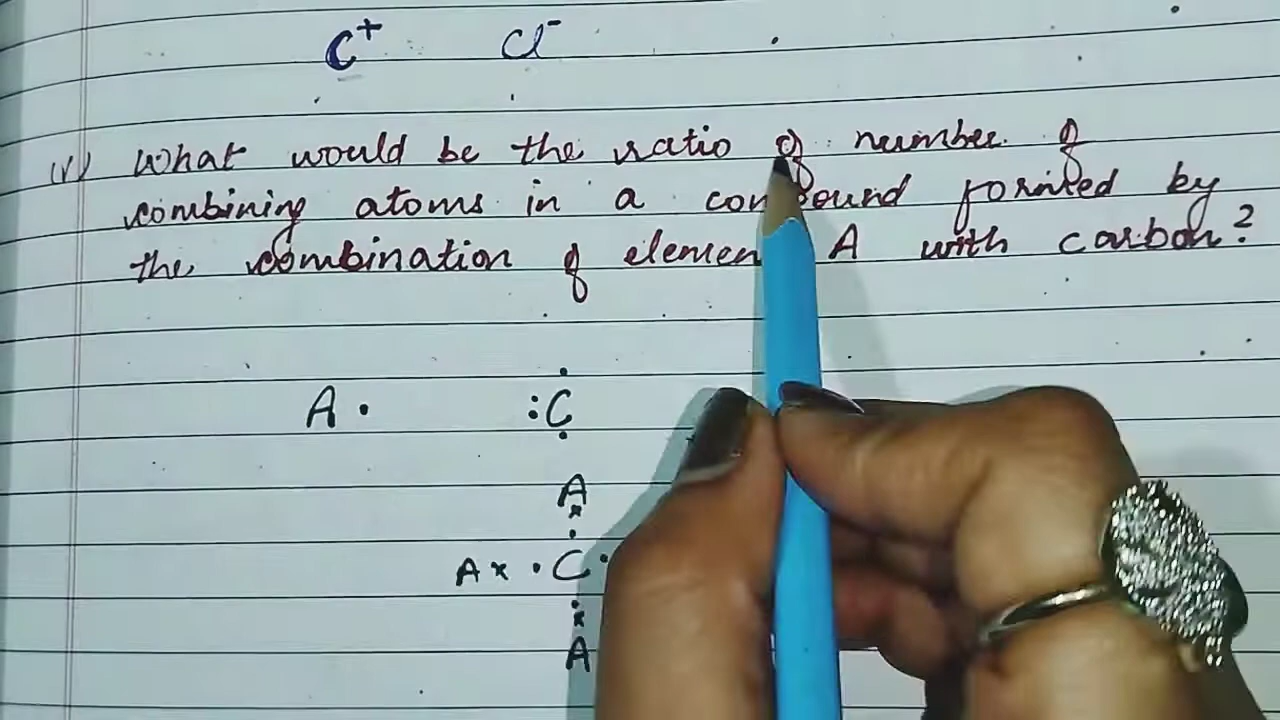 C⁺ Cl⁻
(V) What would be the ratio of number of
combining atoms in a compound formed by
the combination of element A with carbon?
A• :C
A
A x • C •
x
A